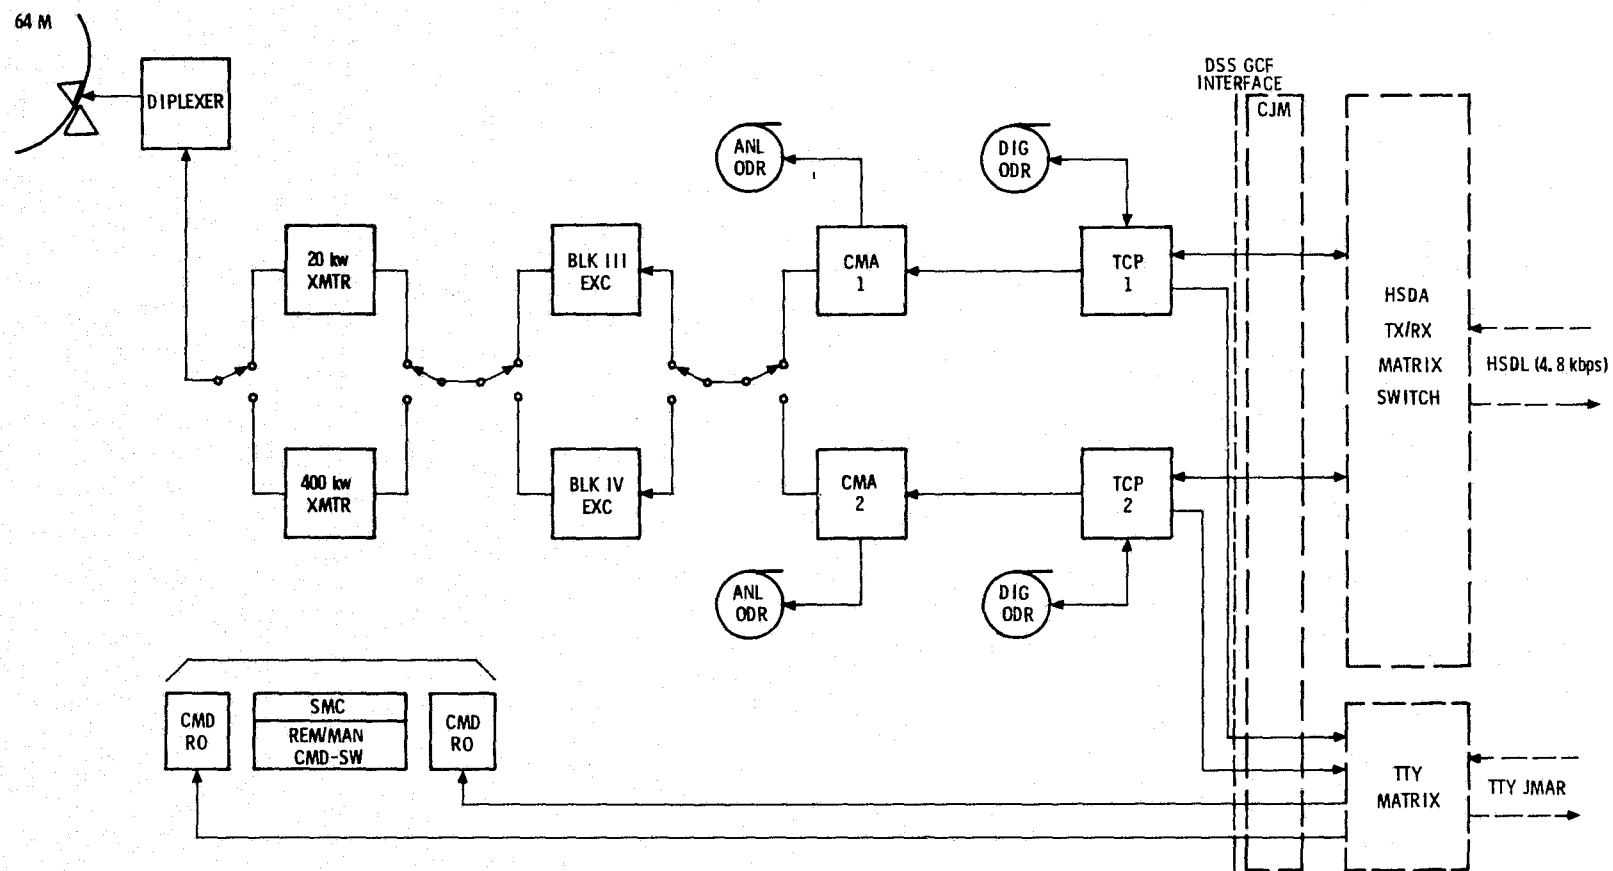 64 M
DIPLEXER
DSS GCF
INTERFACE
CJM
ANL
ODR
DIG
ODR
20 kw
XMTR
BLK III
EXC
CMA
1
TCP
1
HSDA
TX/RX
MATRIX
SWITCH
HSDL (4.8 kbps)
400 kw
XMTR
BLK IV
EXC
CMA
2
TCP
2
ANL
ODR
DIG
ODR
CMD
RO
SMC
REM/MAN
CMD-SW
CMD
RO
TTY
MATRIX
TTY JMAR